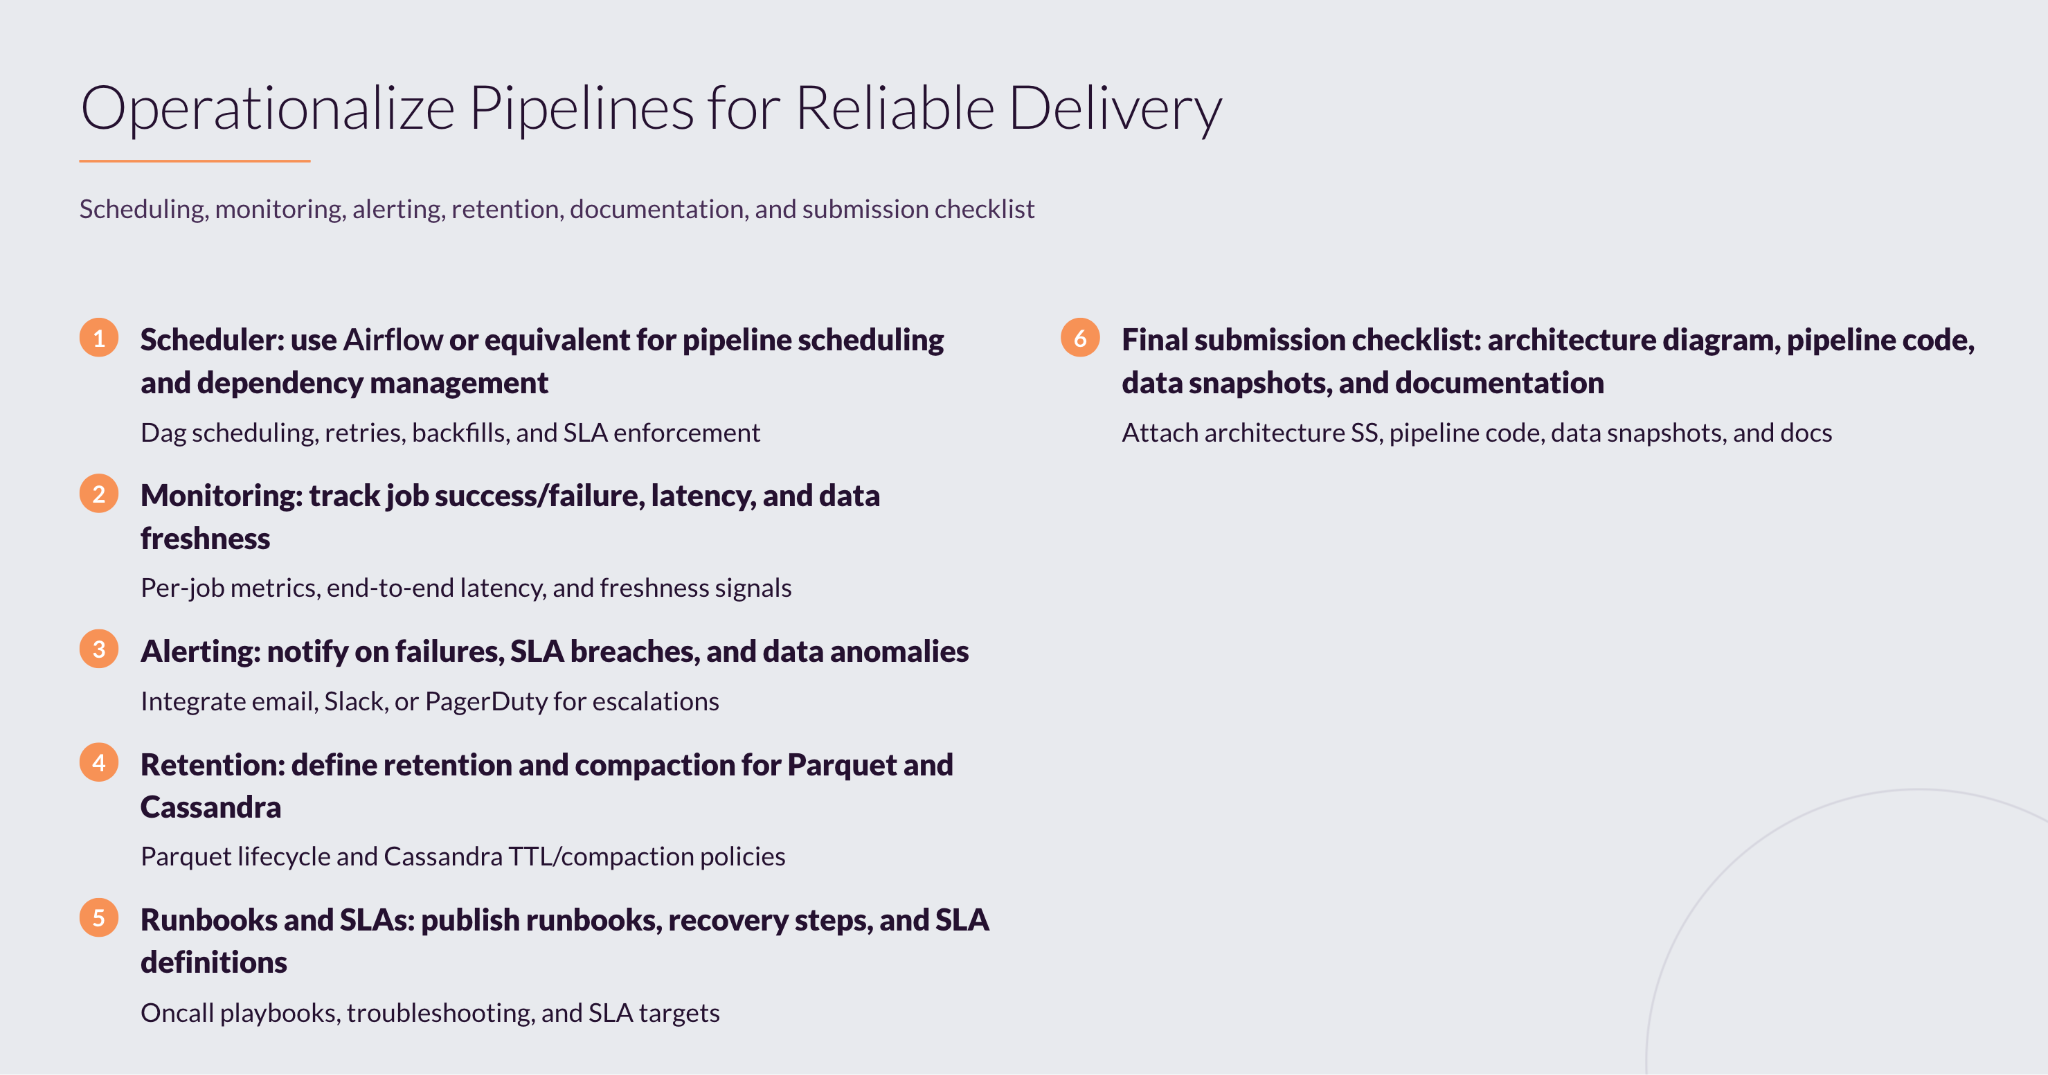 Operationalize Pipelines for Reliable Delivery
Scheduling, monitoring, alerting, retention, documentation, and submission checklist
1 Scheduler: use Airflow or equivalent for pipeline scheduling
and dependency management
Dag scheduling, retries, backfills, and SLA enforcement
2 Monitoring: track job success/failure, latency, and data
freshness
Per-job metrics, end-to-end latency, and freshness signals
3 Alerting: notify on failures, SLA breaches, and data anomalies
Integrate email, Slack, or PagerDuty for escalations
4 Retention: define retention and compaction for Parquet and
Cassandra
Parquet lifecycle and Cassandra TTL/compaction policies
5 Runbooks and SLAs: publish runbooks, recovery steps, and SLA
definitions
Oncall playbooks, troubleshooting, and SLA targets
6 Final submission checklist: architecture diagram, pipeline code,
data snapshots, and documentation
Attach architecture SS, pipeline code, data snapshots, and docs